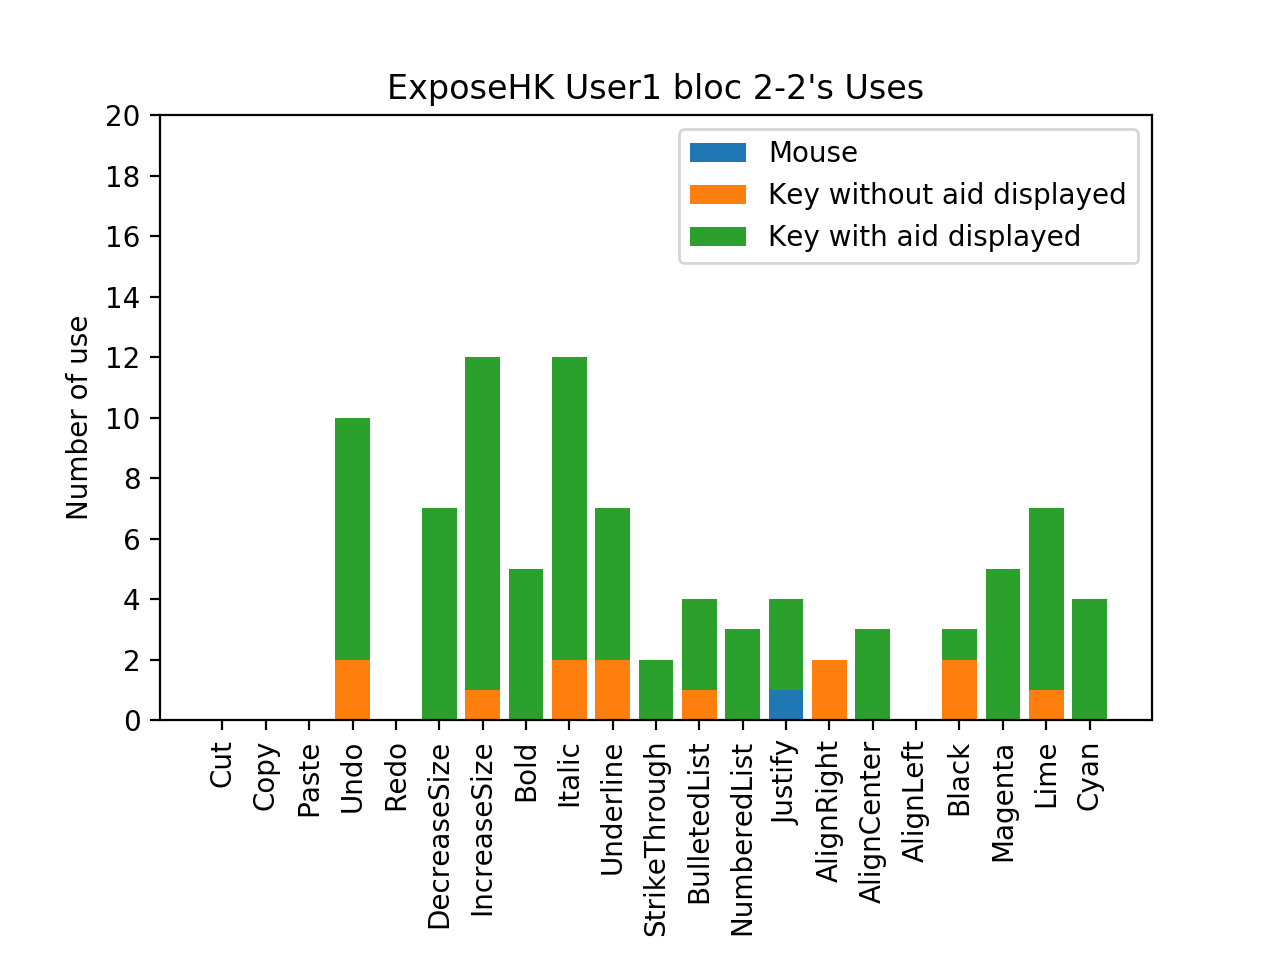 ExposeHK User1 bloc 2-2's Uses
Mouse
Key without aid displayed
Key with aid displayed
Number of use
20
18
16
14
12
10
8
6
4
2
0
Cut
Copy
Paste
Undo
Redo
DecreaseSize
IncreaseSize
Bold
Italic
Underline
StrikeThrough
BulletedList
NumberedList
Justify
AlignRight
AlignCenter
AlignLeft
Black
Magenta
Lime
Cyan